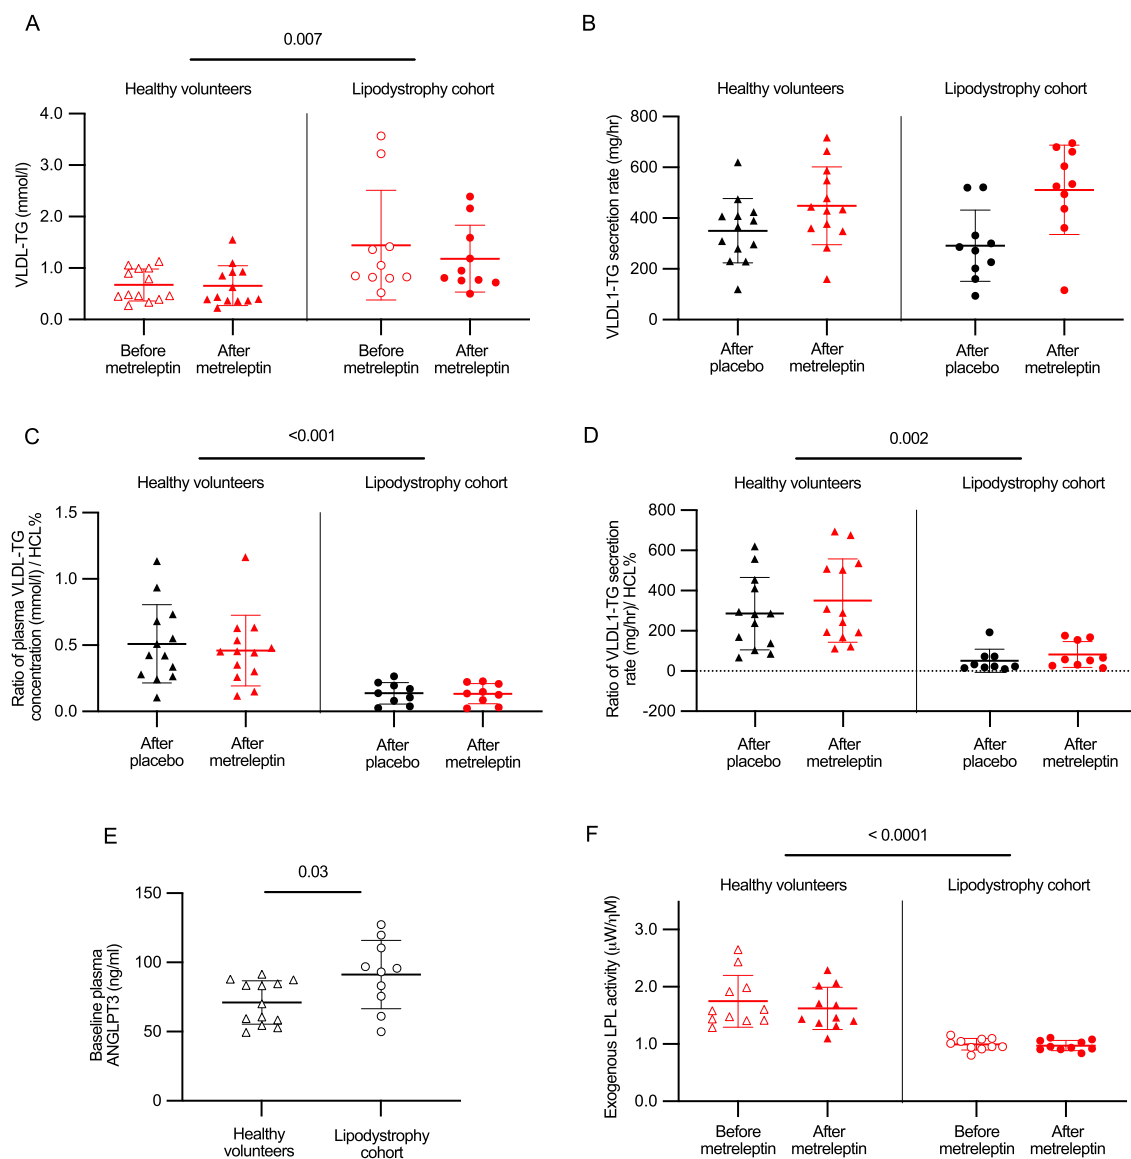 A
0.007
Healthy volunteers
Lipodystrophy cohort
VLDL-TG (mmol/l)
4.0
3.0
2.0
1.0
0.0
Before
metreleptin
After
metreleptin
Before
metreleptin
After
metreleptin
B
Healthy volunteers
Lipodystrophy cohort
VLDL1-TG secretion rate (mg/hr)
800
600
400
200
0
After
placebo
After
metreleptin
After
placebo
After
metreleptin
C
<0.001
Healthy volunteers
Lipodystrophy cohort
Ratio of plasma VLDL-TG
concentration (mmol/l) / HCL%
1.5
1.0
0.5
0.0
After
placebo
After
metreleptin
After
placebo
After
metreleptin
D
0.002
Healthy volunteers
Lipodystrophy cohort
Ratio of VLDL1-TG secretion
rate (mg/hr)/ HCL%
800
600
400
200
0
-200
After
placebo
After
metreleptin
After
placebo
After
metreleptin
E
0.03
Baseline plasma
ANGLPT3 (ng/ml)
150
100
50
0
Healthy
volunteers
Lipodystrophy
cohort
F
< 0.0001
Healthy volunteers
Lipodystrophy cohort
Exogenous LPL activity (μW/ηM)
3.0
2.0
1.0
0.0
Before
metreleptin
After
metreleptin
Before
metreleptin
After
metreleptin